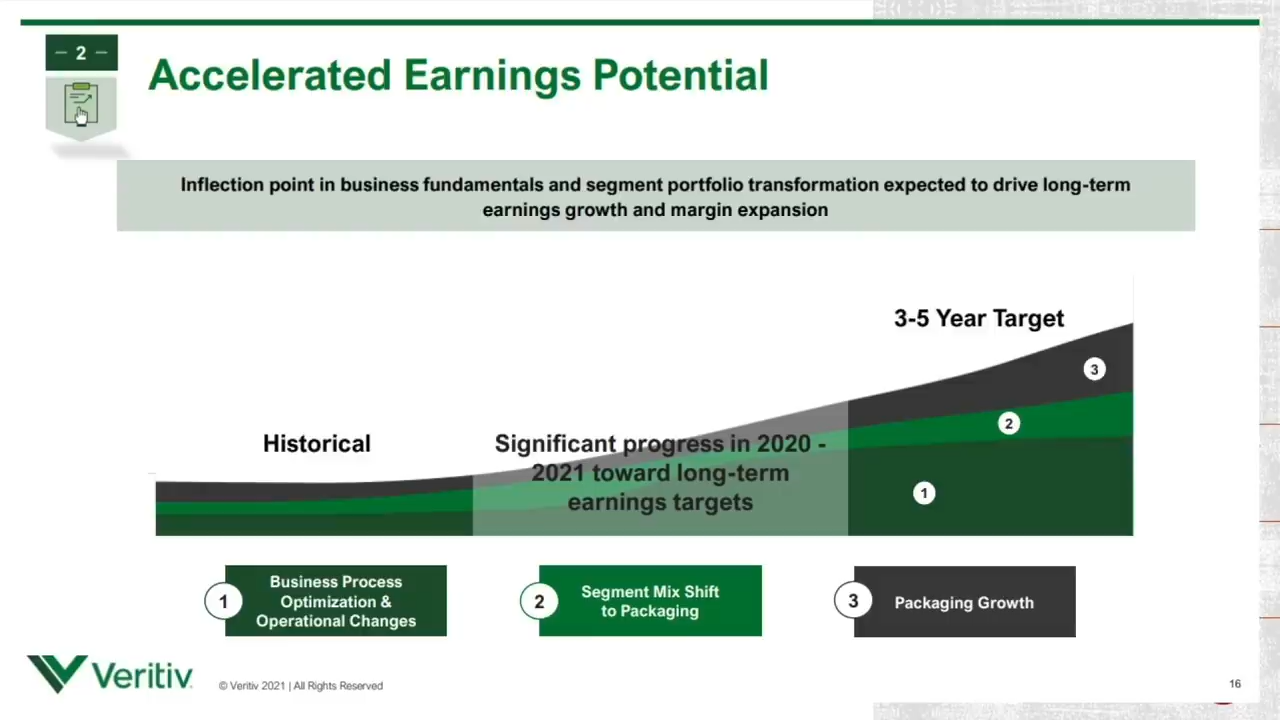 – 2 –
Accelerated Earnings Potential
Inflection point in business fundamentals and segment portfolio transformation expected to drive long-term
earnings growth and margin expansion
3-5 Year Target
3
2
Historical
Significant progress in 2020 -
2021 toward long-term
earnings targets
1
1
Business Process
Optimization &
Operational Changes
2
Segment Mix Shift
to Packaging
3
Packaging Growth
Veritiv
© Veritiv 2021 | All Rights Reserved
16